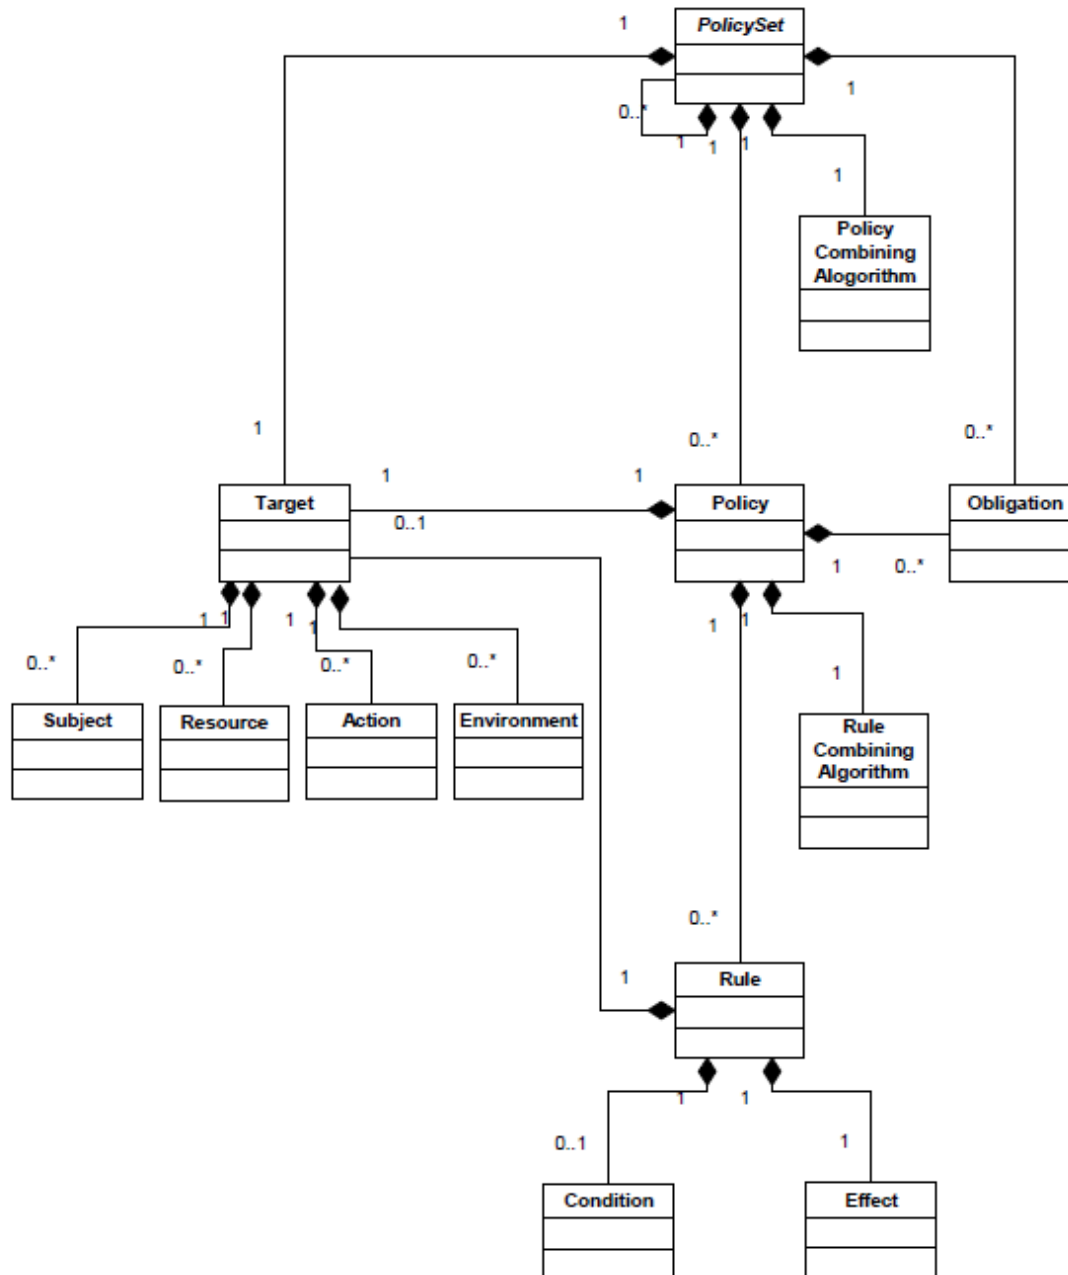 1
PolicySet
1
0..*
1
1
1
1
Policy
Combining
Alogorithm
1
0..*
0..*
1
1
Target
0..1
Policy
Obligation
1
0..*
1
1
1
1
1
1
0..*
0..*
0..*
0..*
1
Subject
Resource
Action
Environment
Rule
Combining
Algorithm
0..*
1
Rule
1
1
0..1
1
Condition
Effect